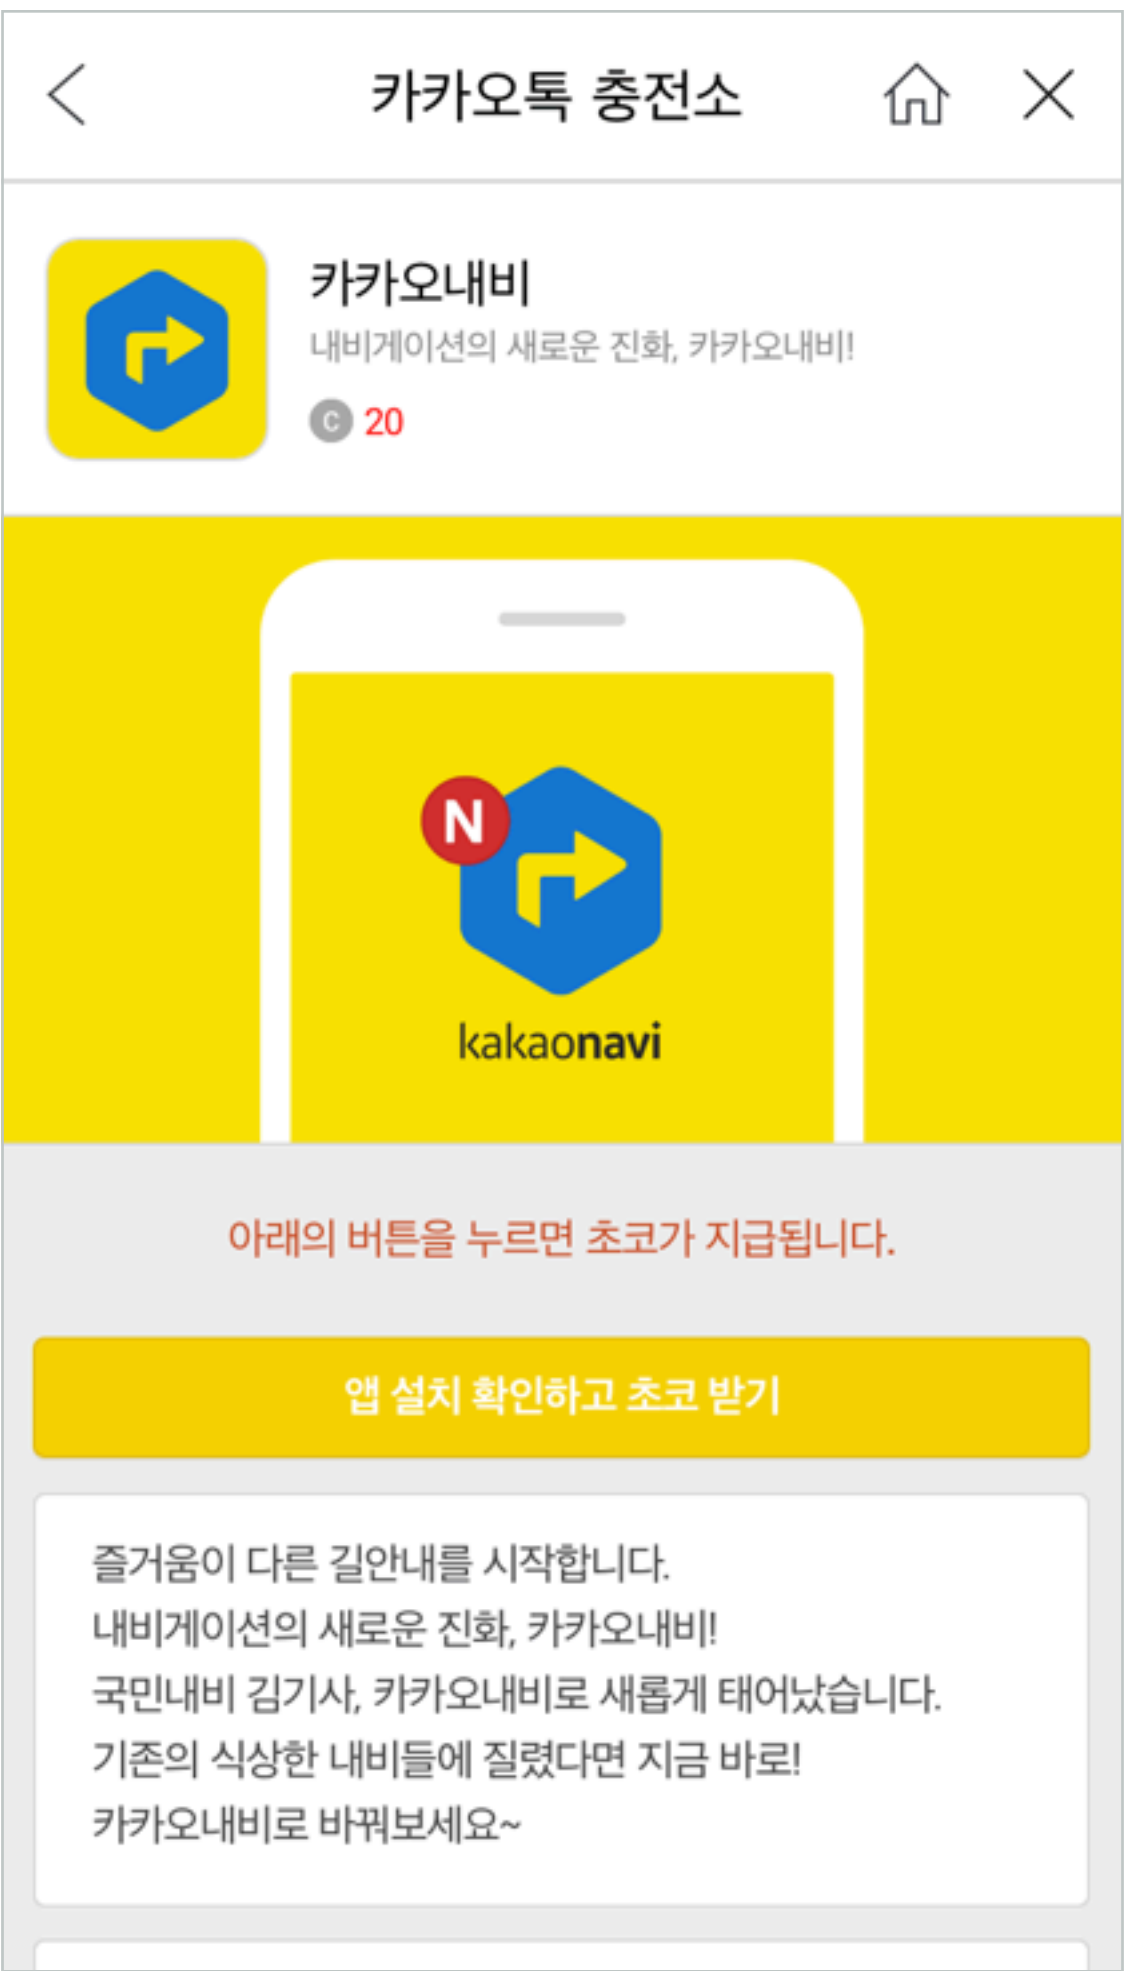 카카오톡 충전소
카카오내비
내비게이션의 새로운 진화, 카카오내비!
C 20
N
kakaonavi
아래의 버튼을 누르면 초코가 지급됩니다.
앱 설치 확인하고 초코 받기
즐거움이 다른 길안내를 시작합니다.
내비게이션의 새로운 진화, 카카오내비!
국민내비 김기사, 카카오내비로 새롭게 태어났습니다.
기존의 식상한 내비들에 질렸다면 지금 바로!
카카오내비로 바꿔보세요~